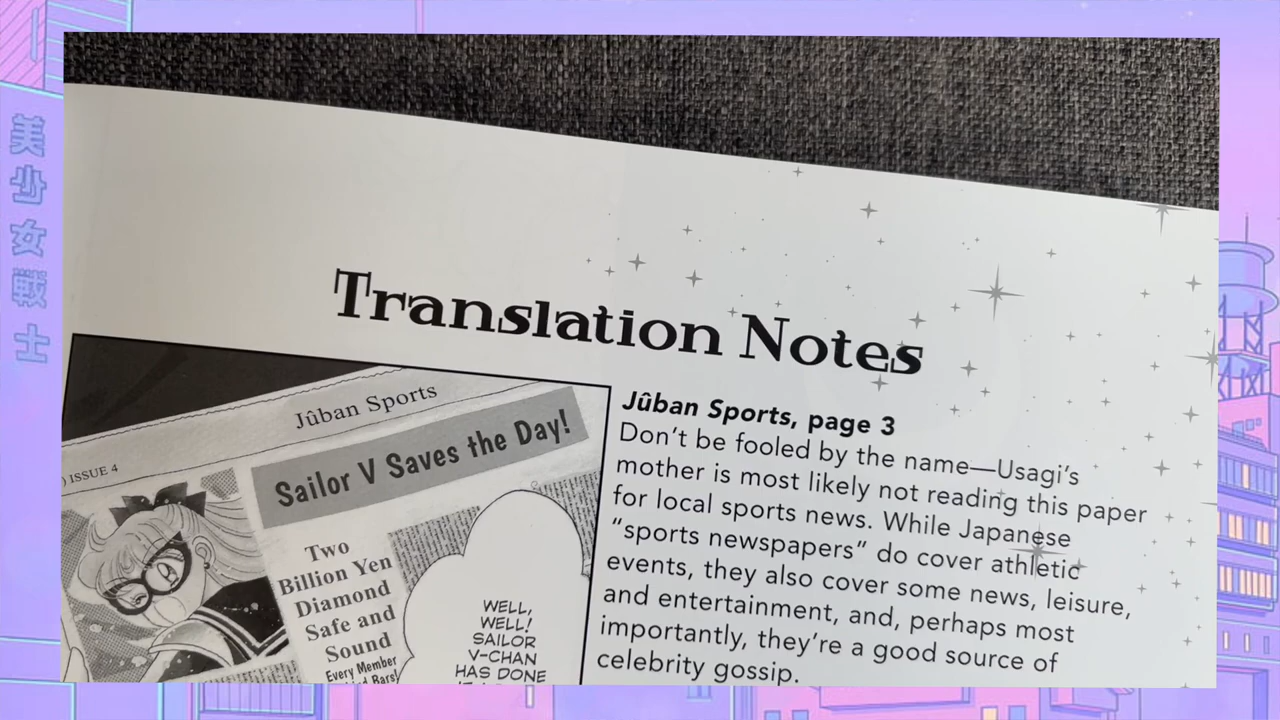 美少女戦士
Translation Notes
Jûban Sports
ISSUE 4
Sailor V Saves the Day!
Two
Billion Yen
Diamond
Safe and
Sound
Every Member
Bars!
WELL,
WELL!
SAILOR
V-CHAN
HAS DONE
Jûban Sports, page 3
Don't be fooled by the name—Usagi's
mother is most likely not reading this paper
for local sports news. While Japanese
“sports newspapers” do cover athletic
events, they also cover some news, leisure,
and entertainment, and, perhaps most
importantly, they're a good source of
celebrity gossip.